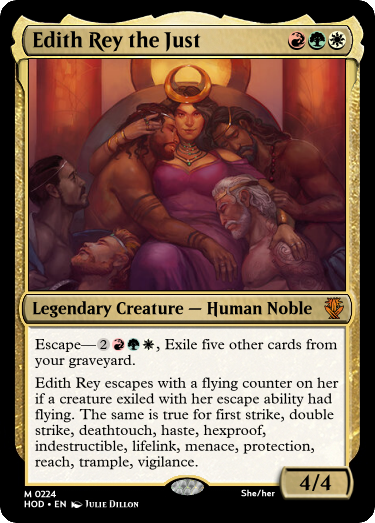 Edith Rey the Just
Legendary Creature — Human Noble
Escape—2, Exile five other cards from
your graveyard.
Edith Rey escapes with a flying counter on her
if a creature exiled with her escape ability had
flying. The same is true for first strike, double
strike, deathtouch, haste, hexproof,
indestructible, lifelink, menace, protection,
reach, trample, vigilance.
4/4
M 0224
She/her
HOD • EN JULIE DILLON